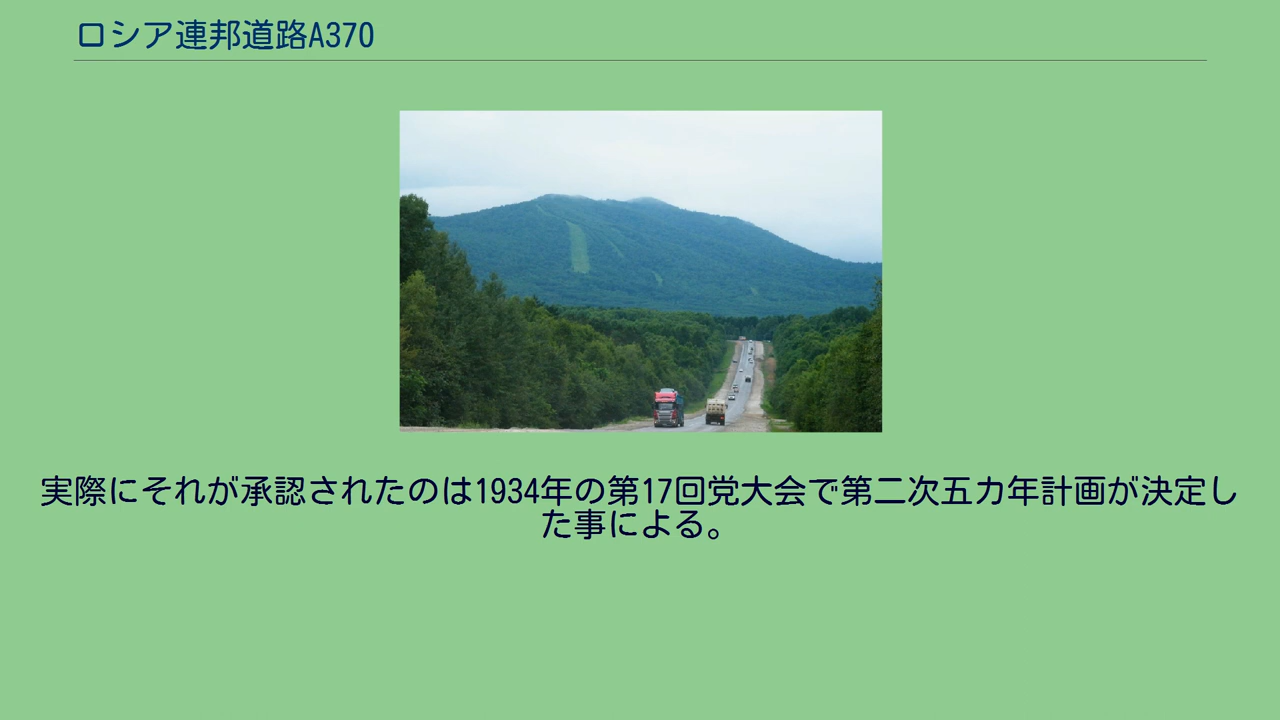 ロシア連邦道路A370
実際にそれが承認されたのは1934年の第17回党大会で第二次五カ年計画が決定し
た事による。